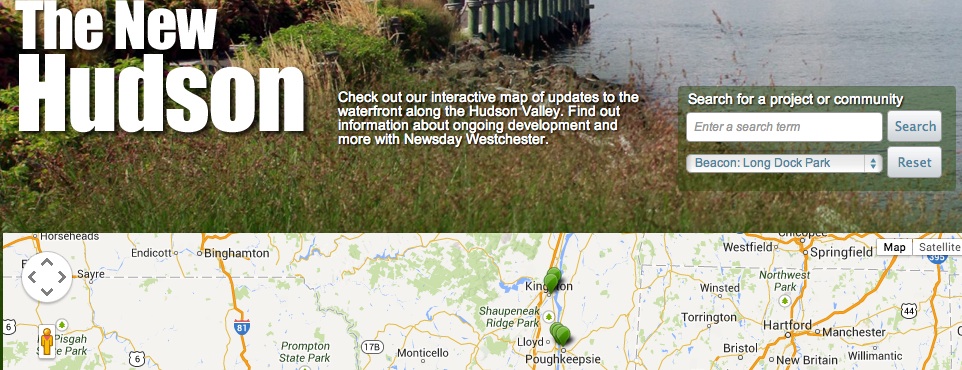 The New
Hudson
Check out our interactive map of updates to the
waterfront along the Hudson Valley. Find out
information about ongoing development and
more with Newsday Westchester.
Search for a project or community
Enter a search term
Search
Beacon: Long Dock Park
Reset
Horseheads
Endicott
Binghamton
Sayre
81
6
Pisgah
State Park
6
Prompton
State Park
17B
Monticello
Kingston
Shaupeneak
Ridge Park
Lloyd
Poughkeepsie
Chicopee
Westfield
Springfield
Map
Satellite
395
Northwest
Park
Winsted
44
Torrington
Hartford
Manchester
Bristol
New Britain
Willimantic